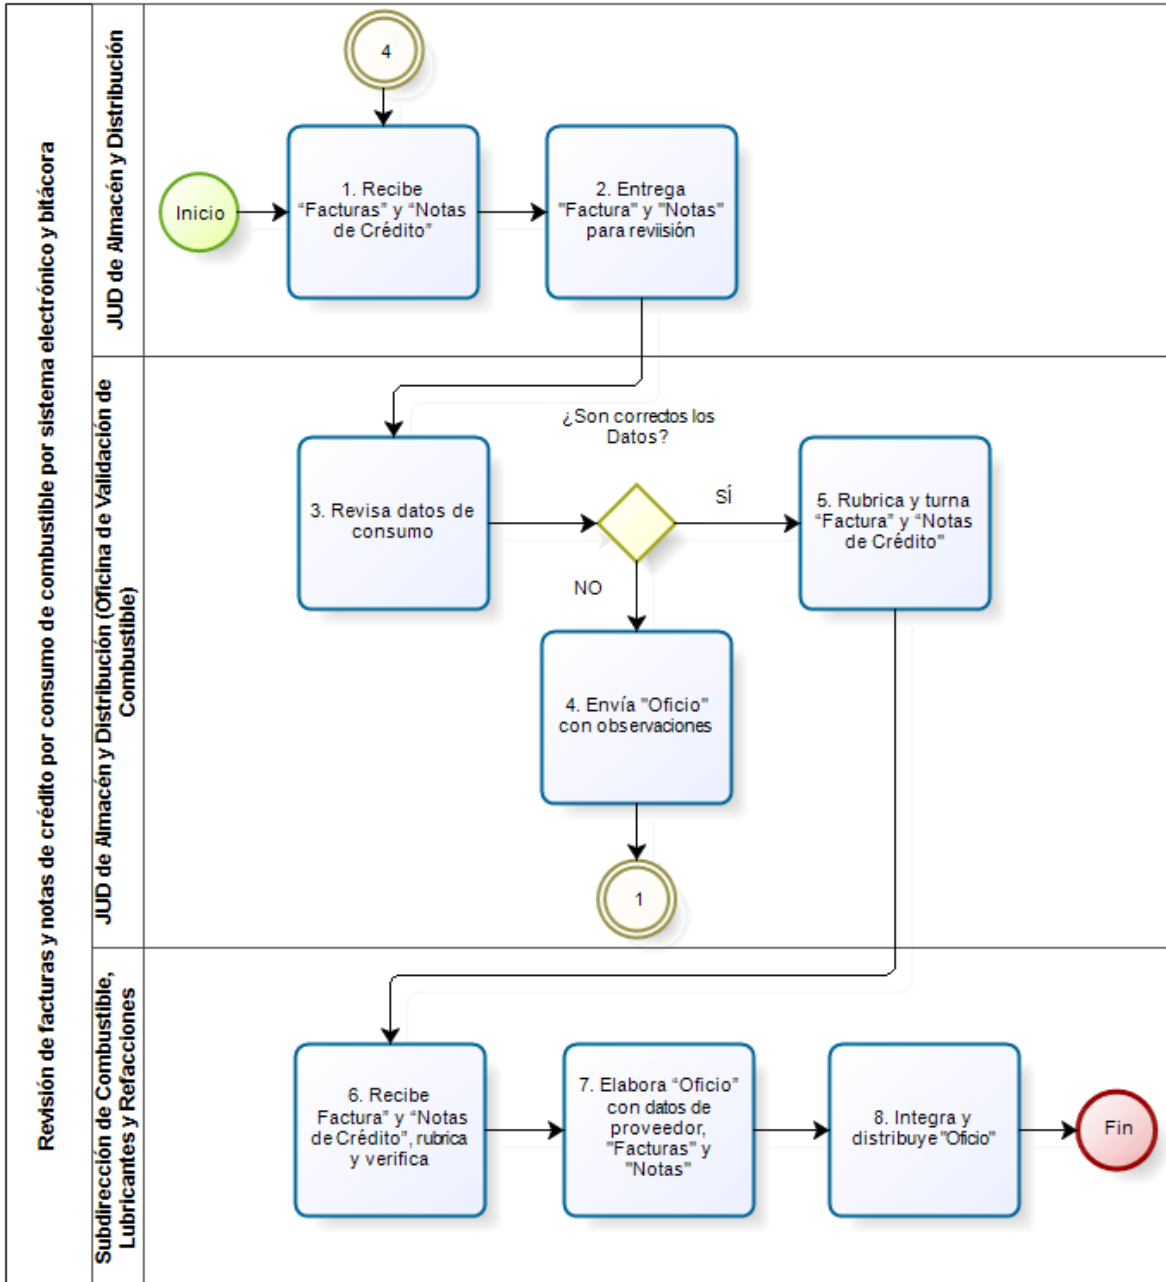 Revisión de facturas y notas de crédito por consumo de combustible por sistema electrónico y bitácora
JUD de Almacén y Distribución
4
Inicio
1. Recibe
“Facturas” y “Notas
de Crédito”
2. Entrega
"Factura" y "Notas"
para reviisión
JUD de Almacén y Distribución (Oficina de Validación de
Combustible)
¿Son correctos los
Datos?
3. Revisa datos de
consumo
SÍ
5. Rubrica y turna
“Factura” y “Notas
de Crédito"
NO
4. Envía "Oficio"
con observaciones
1
Subdirección de Combustible,
Lubricantes y Refacciones
6. Recibe
Factura” y “Notas
de Crédito”, rubrica
y verifica
7. Elabora “Oficio”
con datos de
proveedor,
"Facturas" y
"Notas"
8. Integra y
distribuye "Oficio"
Fin